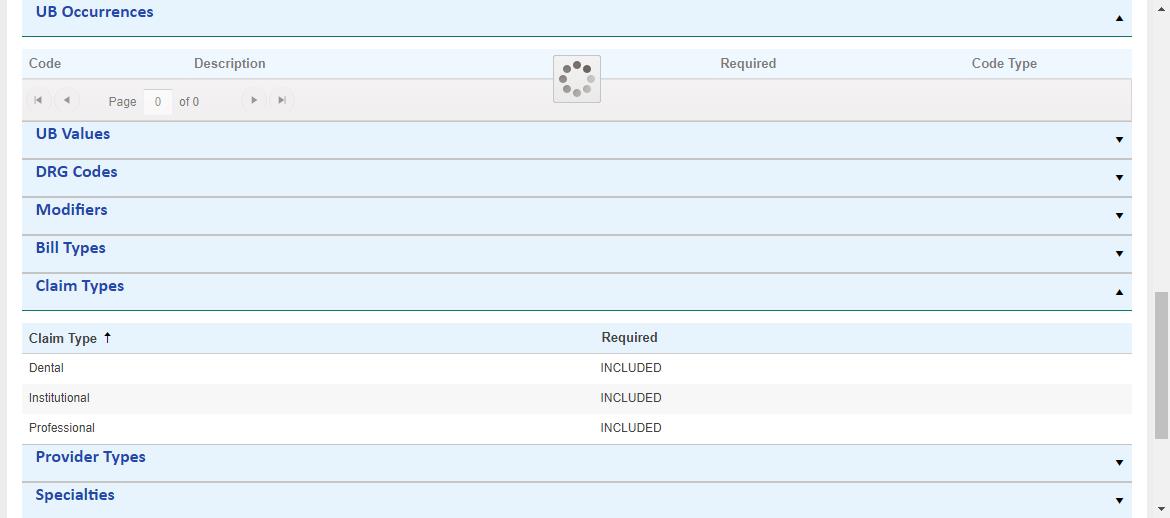 UB Occurrences
Code Description Required Code Type
Page 0 of 0
UB Values
DRG Codes
Modifiers
Bill Types
Claim Types
Claim Type Required
Dental INCLUDED
Institutional INCLUDED
Professional INCLUDED
Provider Types
Specialties